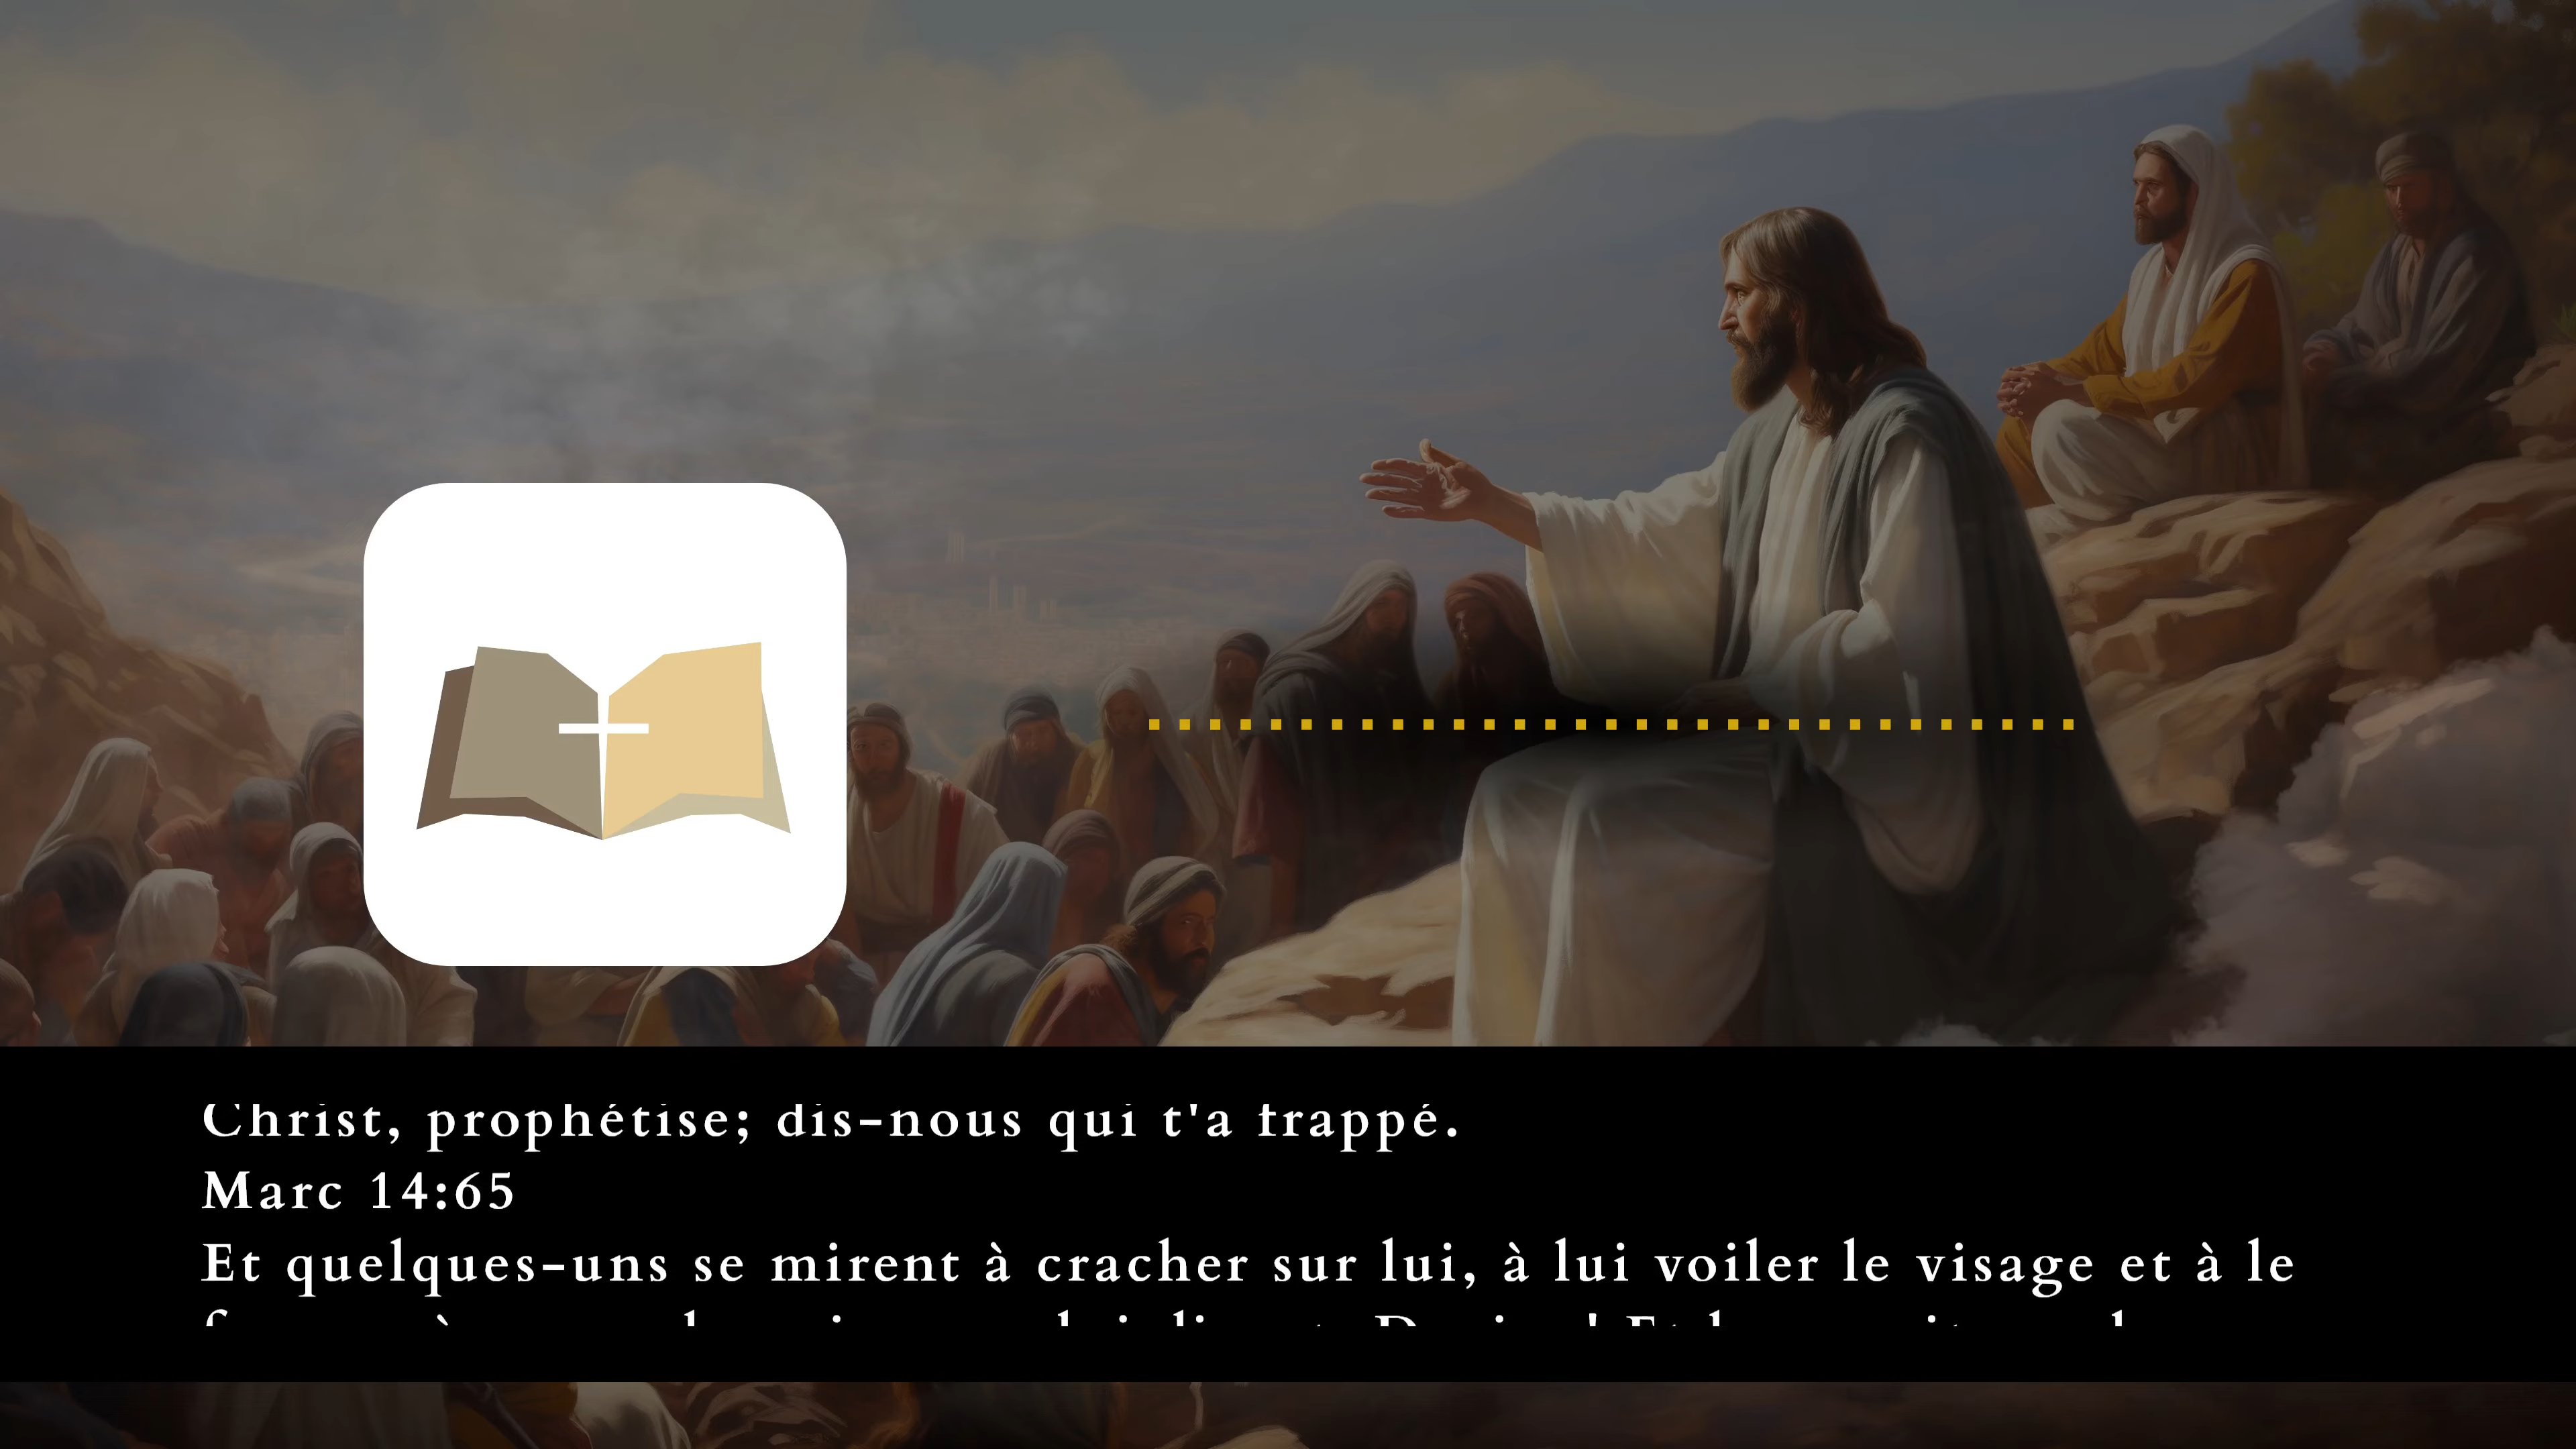 Christ, prophétise; dis-nous qui t'a frappé.
Marc 14:65
Et quelques-uns se mirent à cracher sur lui, à lui voiler le visage et à le